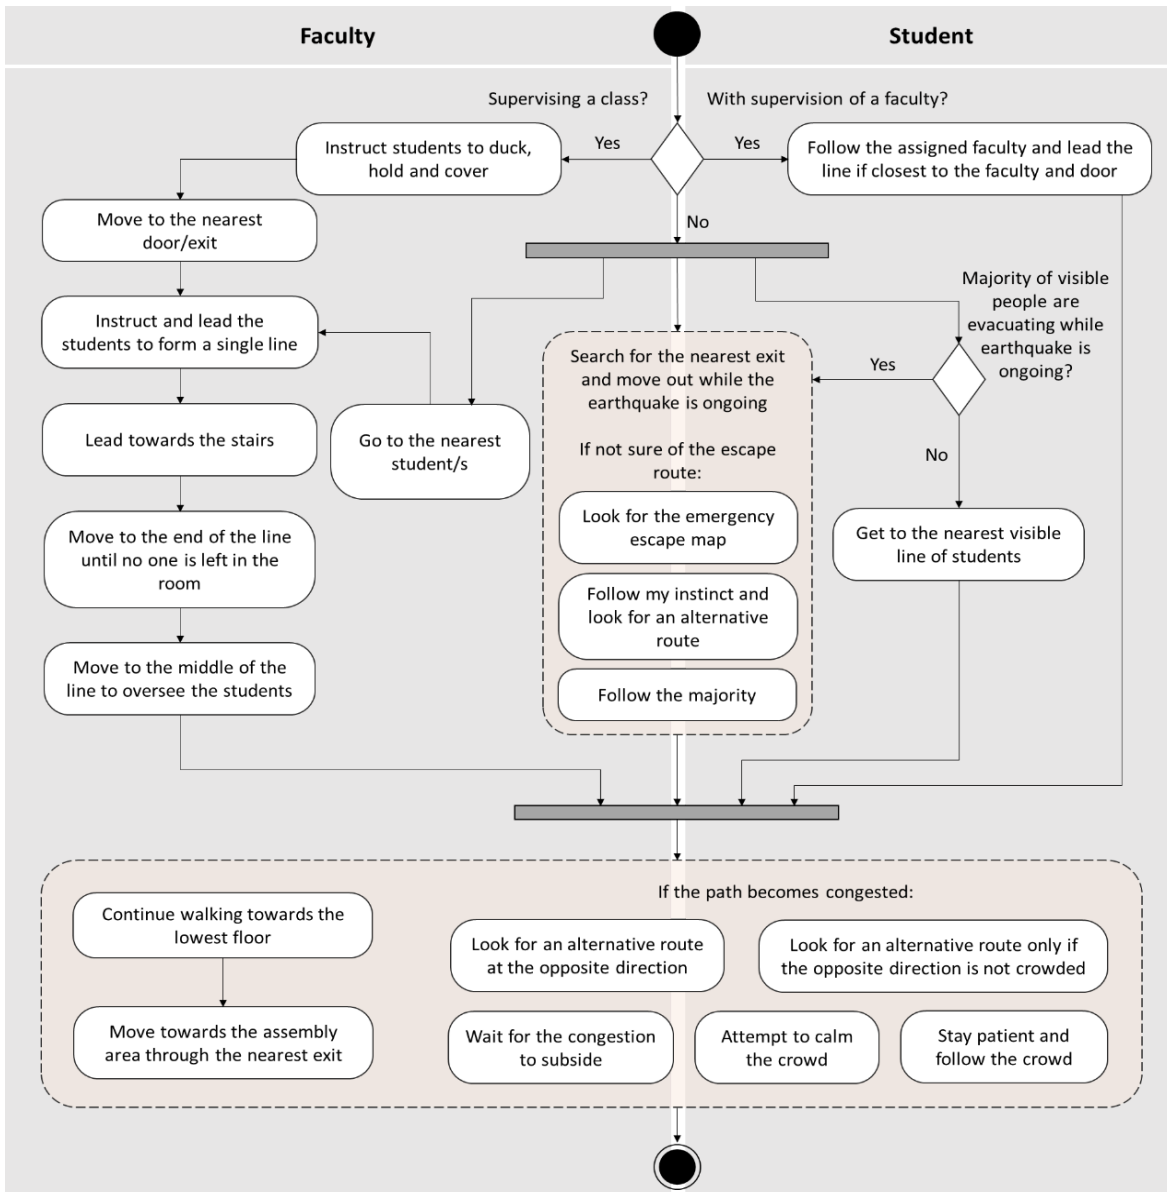 Faculty
Student
Supervising a class?
With supervision of a faculty?
Yes
Yes
Instruct students to duck,
hold and cover
Follow the assigned faculty and lead the
line if closest to the faculty and door
No
Move to the nearest
door/exit
Majority of visible
people are
evacuating while
earthquake is
ongoing?
Instruct and lead the
students to form a single line
Search for the nearest exit
and move out while the
earthquake is ongoing
Yes
Lead towards the stairs
Go to the nearest
student/s
If not sure of the escape
route:
No
Look for the emergency
escape map
Move to the end of the line
until no one is left in the
room
Get to the nearest visible
line of students
Follow my instinct and
look for an alternative
route
Move to the middle of the
line to oversee the students
Follow the majority
If the path becomes congested:
Continue walking towards the
lowest floor
Look for an alternative route
at the opposite direction
Look for an alternative route only if
the opposite direction is not crowded
Move towards the assembly
area through the nearest exit
Wait for the congestion
to subside
Attempt to calm
the crowd
Stay patient and
follow the crowd